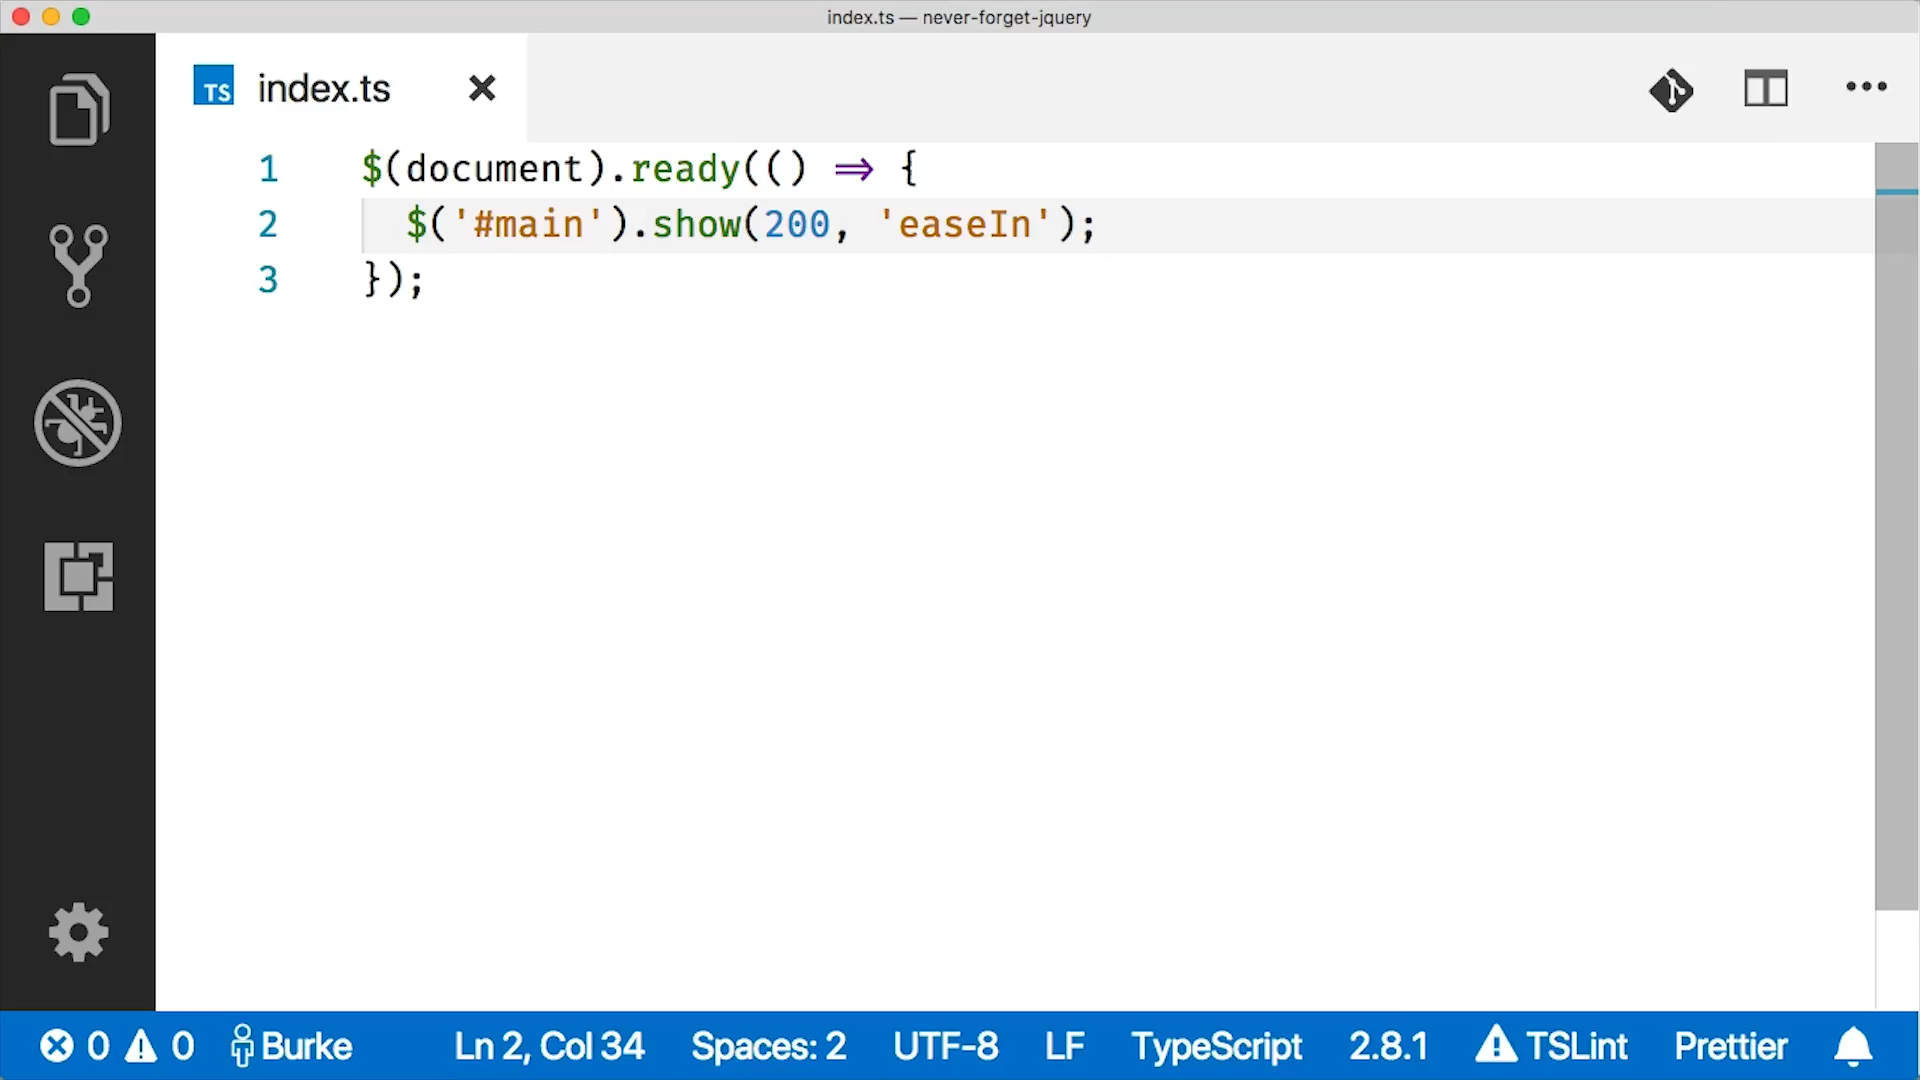 index.ts — never-forget-jquery
TS index.ts
1 $(document).ready(() => {
2   $('#main').show(200, 'easeIn');
3 });
0 0 Burke Ln 2, Col 34 Spaces: 2 UTF-8 LF TypeScript 2.8.1 TSLint Prettier